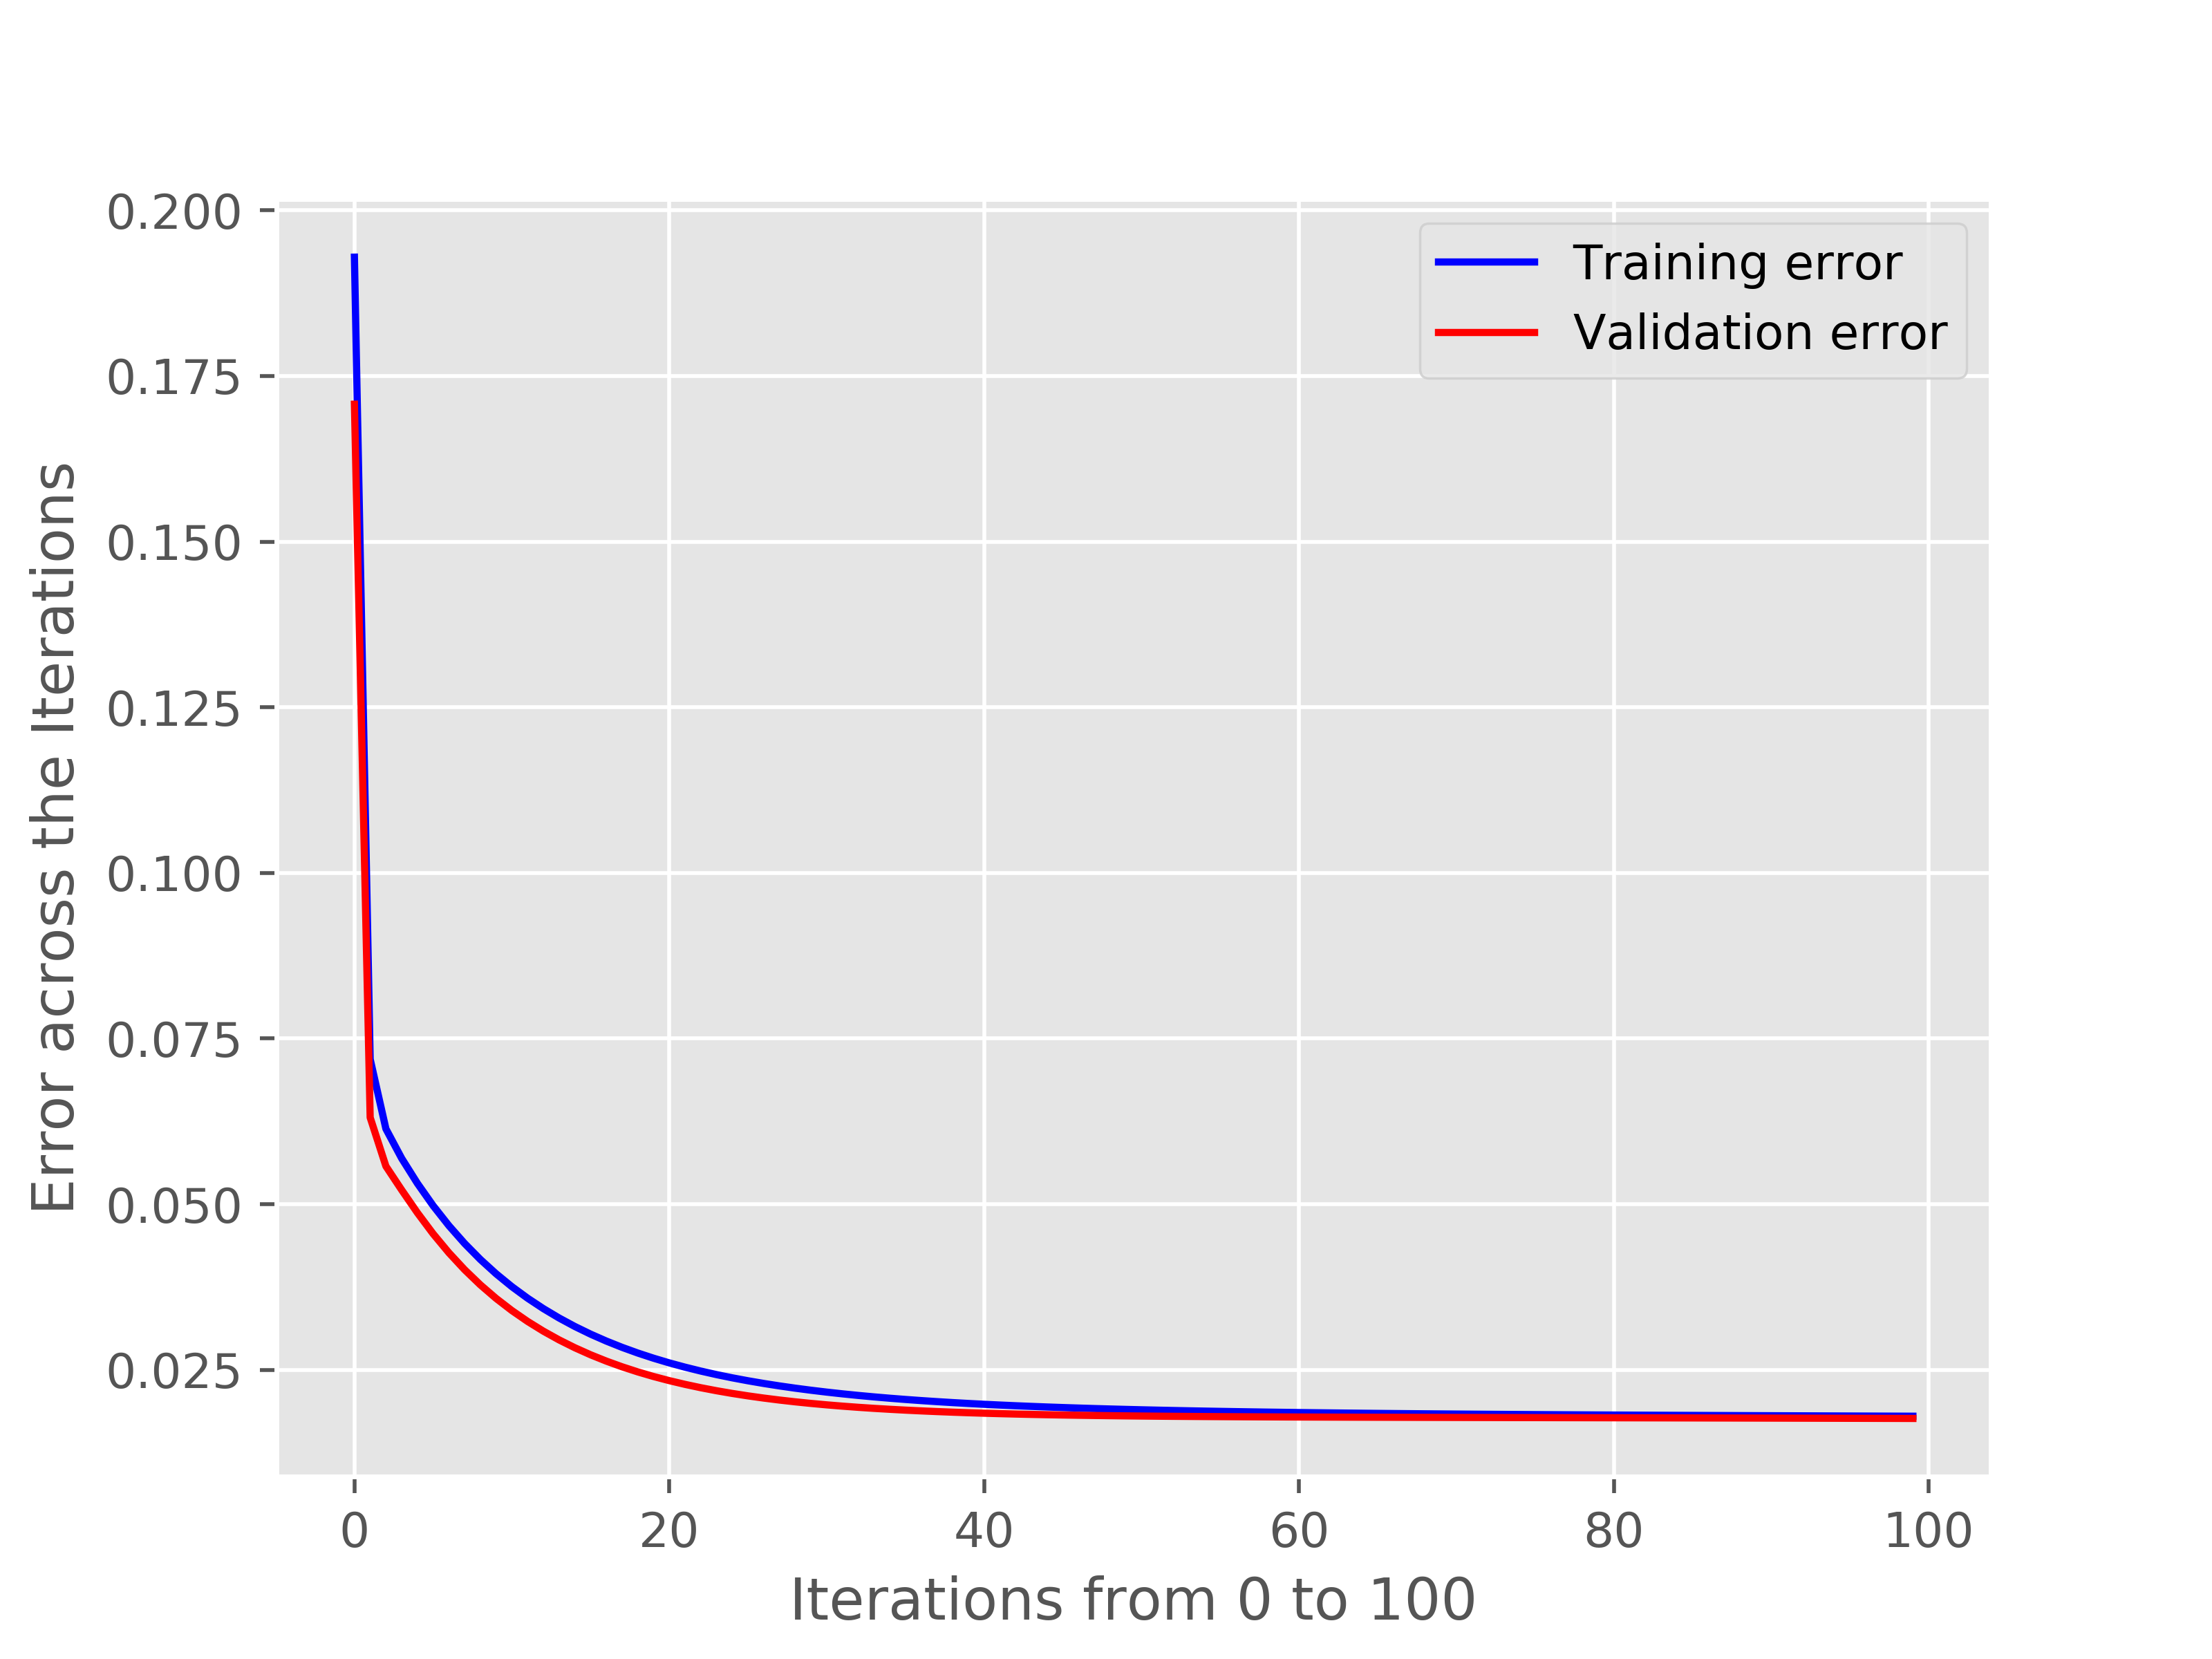 0.200
0.175
0.150
0.125
0.100
0.075
0.050
0.025
Error across the Iterations
Training error
Validation error
0 20 40 60 80 100
Iterations from 0 to 100